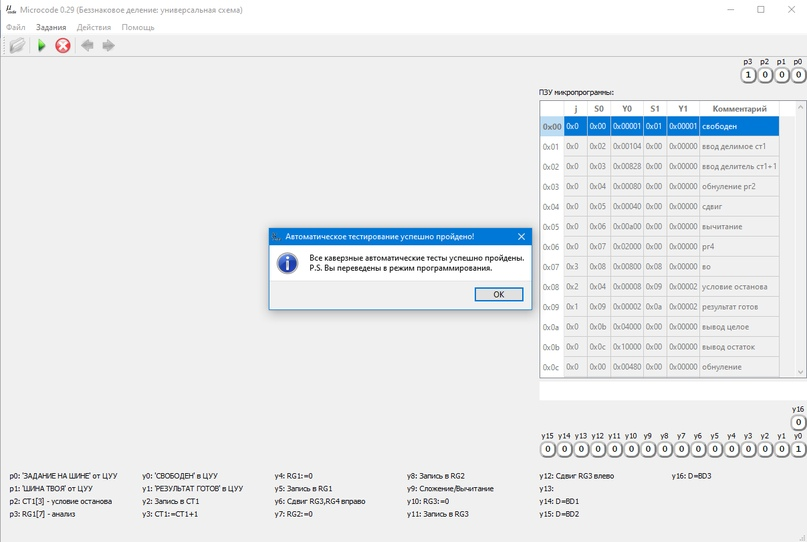 Microcode 0.29 (Беззнаковое деление; универсальная схема)
Файл Задания Действия Помощь
p3 p2 p1 p0
1 0 0 0
ПЗУ микропрограммы:
j S0 Y0 S1 Y1 Комментарий
0x00 0x0 0x00 0x00001 0x01 0x00001 свободен
0x01 0x0 0x02 0x00104 0x00 0x00000 ввод делимое ст1
0x02 0x0 0x03 0x00828 0x00 0x00000 ввод делитель ст1+1
0x03 0x0 0x04 0x00080 0x00 0x00000 обнуление рг2
0x04 0x0 0x05 0x00040 0x00 0x00000 сдвиг
0x05 0x0 0x06 0x00a00 0x00 0x00000 вычитание
0x06 0x0 0x07 0x02000 0x00 0x00000 рг4
0x07 0x3 0x08 0x00800 0x08 0x00000 во
0x08 0x2 0x04 0x00008 0x09 0x00002 условие останова
0x09 0x1 0x09 0x00002 0x0a 0x00002 результат готов
0x0a 0x0 0x0b 0x04000 0x00 0x00000 вывод целое
0x0b 0x0 0x0c 0x10000 0x00 0x00000 вывод остаток
0x0c 0x0 0x00 0x00480 0x00 0x00000 обнуление
Автоматическое тестирование успешно пройдено!
Все каверзные автоматические тесты успешно пройдены.
P.S. Вы переведены в режим программирования.
OK
y16
0
y15 y14 y13 y12 y11 y10 y9 y8 y7 y6 y5 y4 y3 y2 y1 y0
0 0 0 0 0 0 0 0 0 0 0 0 0 0 0 1
p0: 'ЗАДАНИЕ НА ШИНЕ' от ЦУУ y0: 'СВОБОДЕН' в ЦУУ y4: RG1:=0 y8: Запись в RG2 y12: Сдвиг RG3 влево y16: D=BD3
p1: 'ШИНА ТВОЯ' от ЦУУ y1: 'РЕЗУЛЬТАТ ГОТОВ' в ЦУУ y5: Запись в RG1 y9: Сложение/Вычитание y13:
p2: CT1[3] - условие останова y2: Запись в CT1 y6: Сдвиг RG3,RG4 вправо y10: RG3:=0 y14: D=BD1
p3: RG1[7] - анализ y3: CT1:=CT1+1 y7: RG2:=0 y11: Запись в RG3 y15: D=BD2